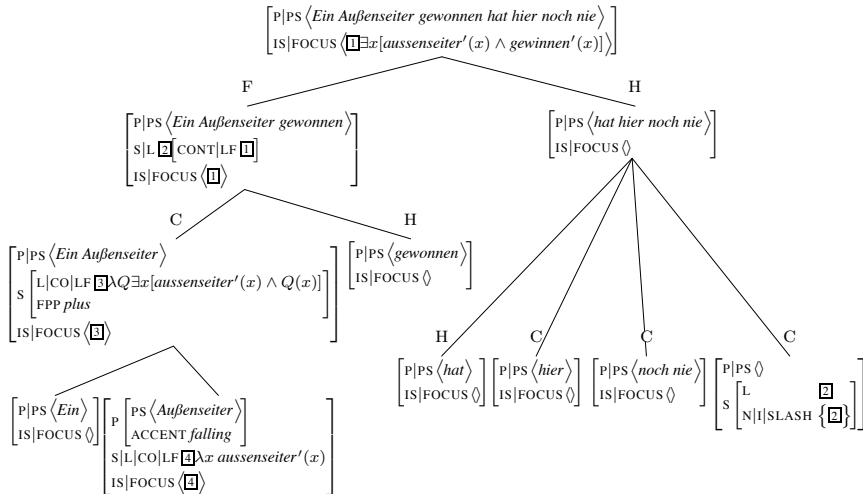 P|PS ⟨Ein Außenseiter gewonnen hat hier noch nie⟩
IS|FOCUS ⟨1∃x[aussenseiter′(x) ∧ gewinnen′(x)]⟩
F
H
P|PS ⟨Ein Außenseiter gewonnen⟩
S|L 2[CONT|LF 1]
IS|FOCUS ⟨1⟩
P|PS ⟨hat hier noch nie⟩
IS|FOCUS ⟨⟩
C
H
P|PS ⟨Ein Außenseiter⟩
S [L|CO|LF 3λQ∃x[aussenseiter′(x) ∧ Q(x)]
FPP plus]
IS|FOCUS ⟨3⟩
P|PS ⟨gewonnen⟩
IS|FOCUS ⟨⟩
H
C
C
C
P|PS ⟨hat⟩
IS|FOCUS ⟨⟩
P|PS ⟨hier⟩
IS|FOCUS ⟨⟩
P|PS ⟨noch nie⟩
IS|FOCUS ⟨⟩
P|PS ⟨⟩
S [L 2
N|I|SLASH {2}]
P|PS ⟨Ein⟩
IS|FOCUS ⟨⟩
P [PS ⟨Außenseiter⟩
ACCENT falling]
S|L|CO|LF 4λx aussenseiter′(x)
IS|FOCUS ⟨4⟩